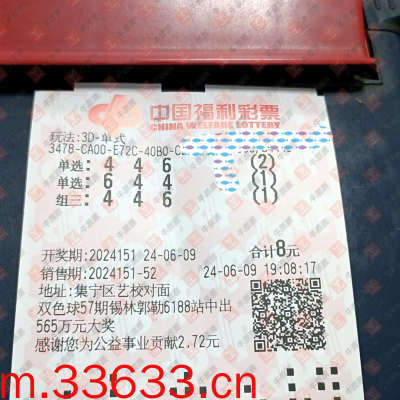 中国福利彩票
CHINA WELFARE LOTTERY
玩法:3D-单式
3478-CA00-E72C-40B0-C
单选: 4 4 6 (2)
单选: 6 4 4 (1)
组三: 4 4 6 (1)
开奖期:2024151 24-06-09 合计8元
销售期:2024151-52 24-06-09 19:08:17
地址:集宁区艺校对面
双色球57期锡林郭勒6188站中出
565万元大奖
感谢您为公益事业贡献2.72元
m.33633.cn